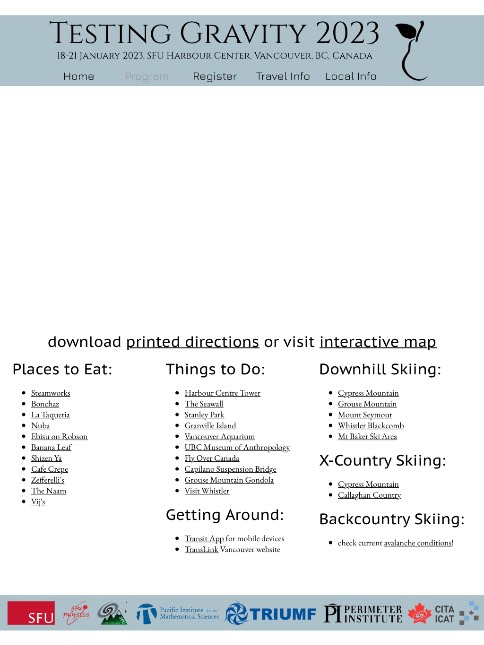 Testing Gravity 2023
18-21 January 2023, SFU Harbour Center, Vancouver, BC, Canada
Home Program Register Travel Info Local Info
download printed directions or visit interactive map
Places to Eat:
Steamworks
Bonchaz
La Taqueria
Nuba
Ebisu on Robson
Banana Leaf
Shizen Ya
Cafe Crepe
Zefferelli's
The Naam
Vij's
Things to Do:
Harbour Centre Tower
The Seawall
Stanley Park
Granville Island
Vancouver Aquarium
UBC Museum of Anthropology
Fly Over Canada
Capilano Suspension Bridge
Grouse Mountain Gondola
Visit Whistler
Getting Around:
Transit App for mobile devices
TransLink Vancouver website
Downhill Skiing:
Cypress Mountain
Grouse Mountain
Mount Seymour
Whistler Blackcomb
Mt Baker Ski Area
X-Country Skiing:
Cypress Mountain
Callaghan Country
Backcountry Skiing:
check current avalanche conditions!
SFU
Pacific Institute for the
Mathematical Sciences
TRIUMF
PI PERIMETER
INSTITUTE
CITA
ICAT